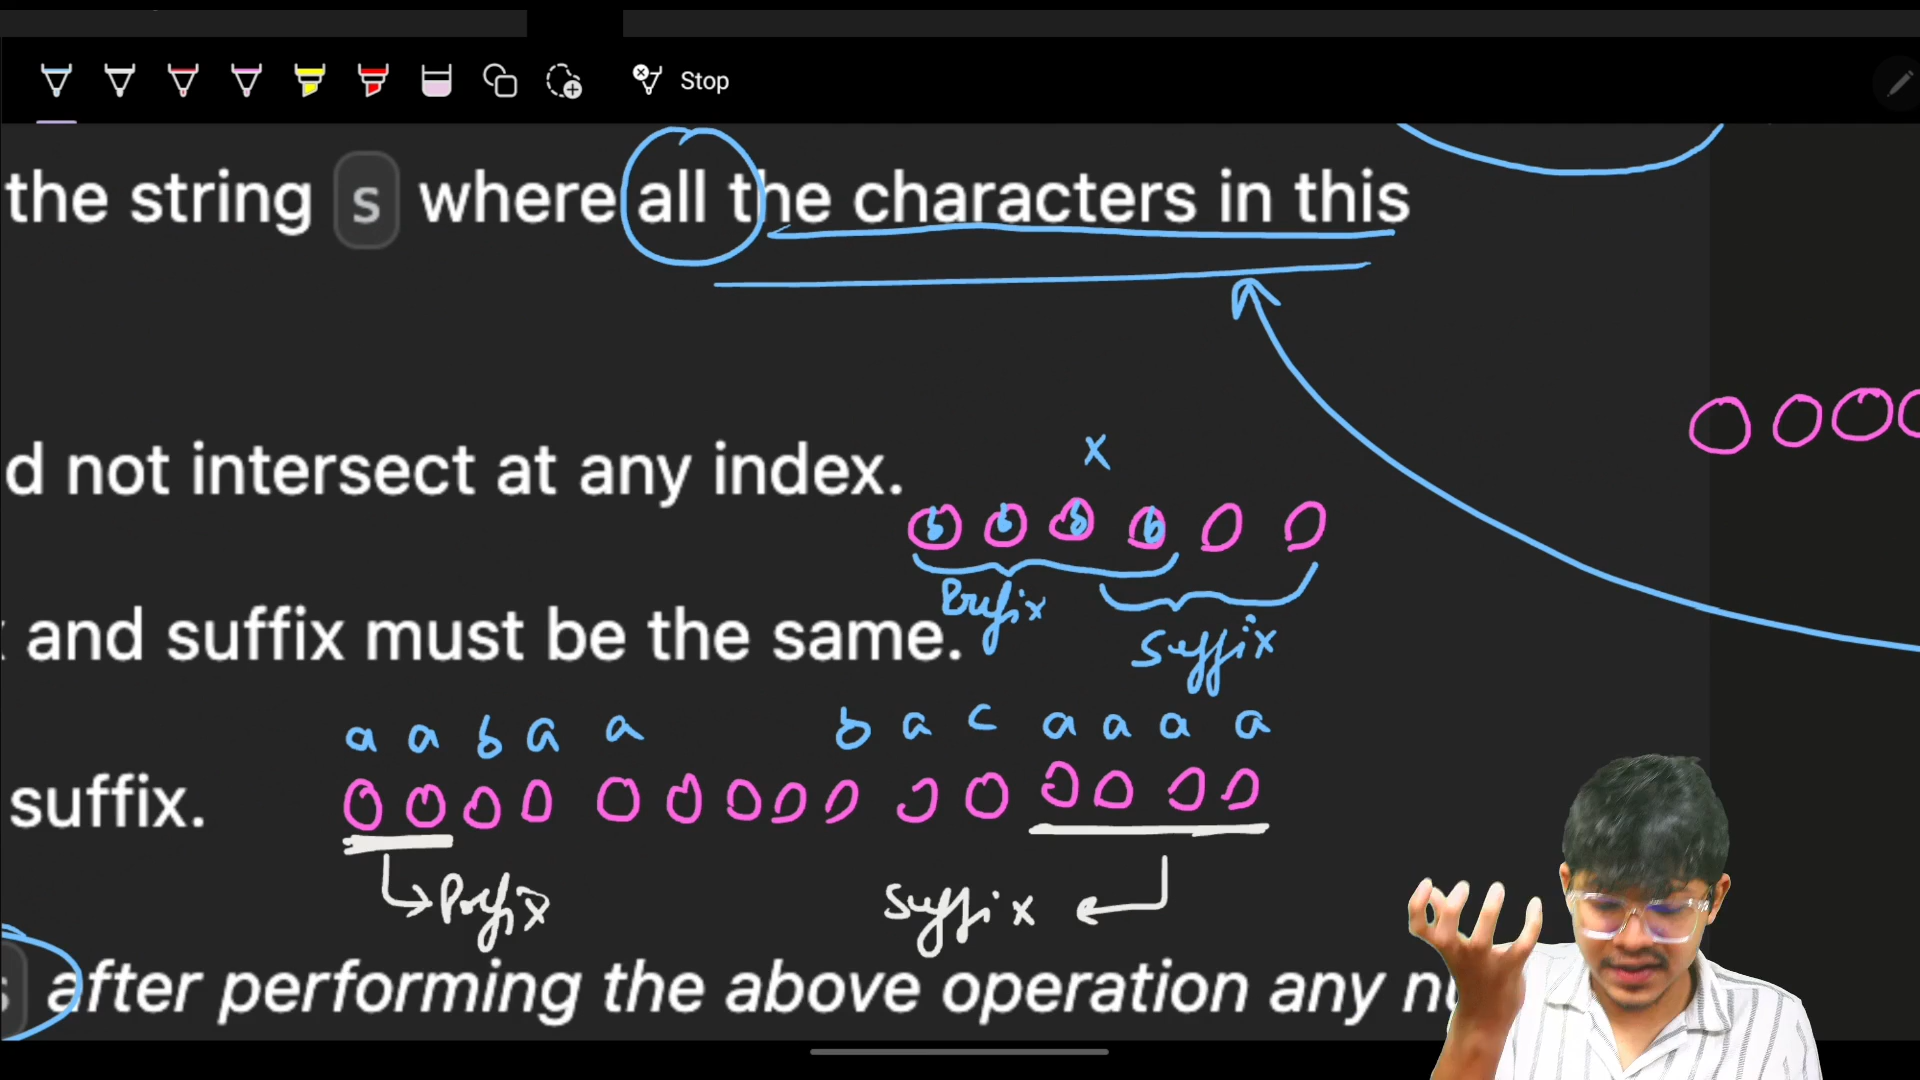 Stop
the string s where all the characters in this
d not intersect at any index.
x
b b b b
Prefix
Suffix
and suffix must be the same.
a a b a a b a c a a a a
suffix.
Prefix
Suffix x
s after performing the above operation any nu